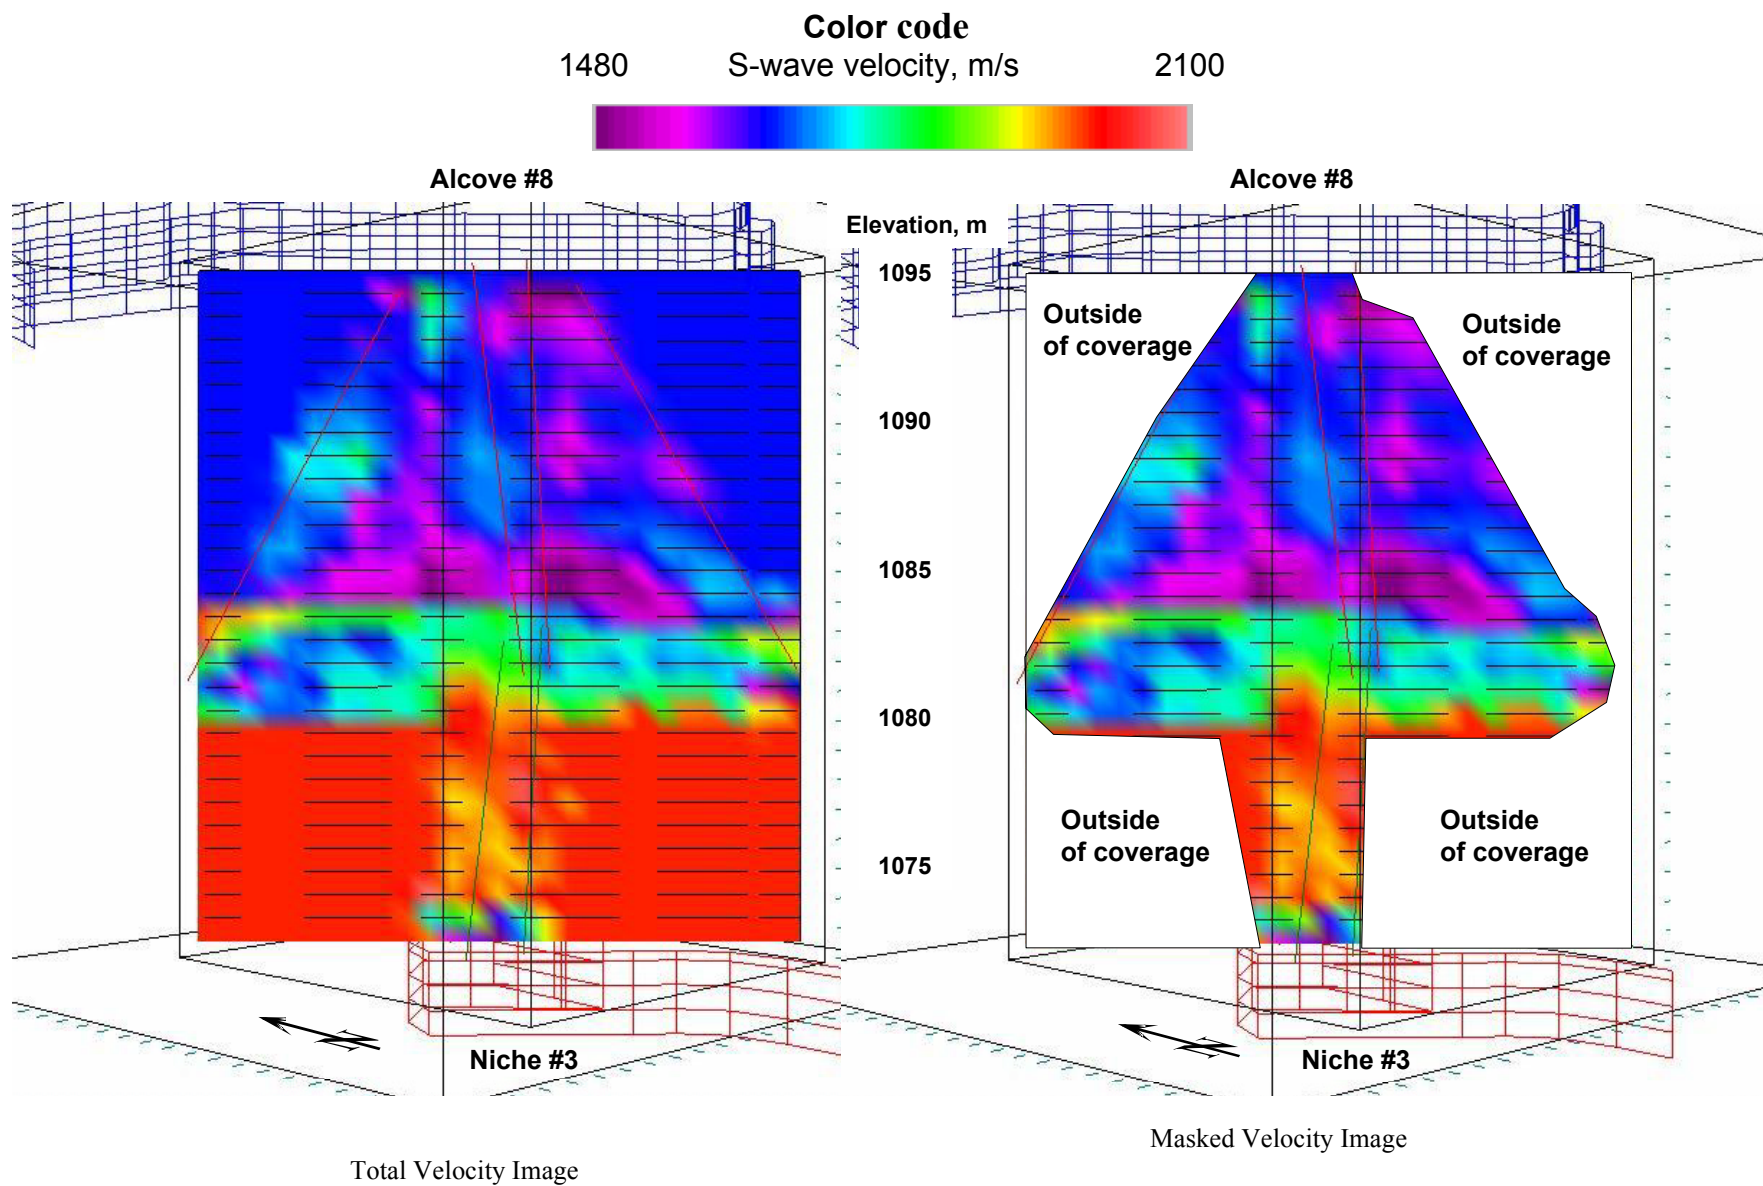 Color code
1480 S-wave velocity, m/s 2100
Alcove #8
Alcove #8
Elevation, m
1095
1090
1085
1080
1075
Outside
of coverage
Outside
of coverage
Outside
of coverage
Outside
of coverage
N
Niche #3
N
Niche #3
Total Velocity Image
Masked Velocity Image